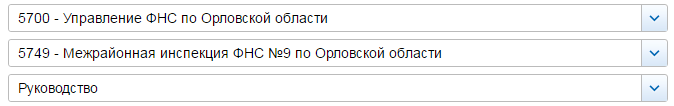 5700 - Управление ФНС по Орловской области
5749 - Межрайонная инспекция ФНС №9 по Орловской области
Руководство